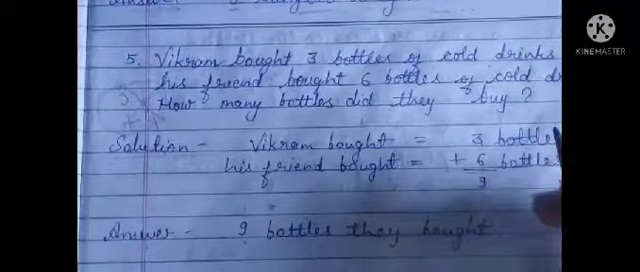 5. Vikram bought 3 bottles of cold drinks
his friend bought 6 bottles of cold
How many bottles did they buy ?
Solution - Vikram bought = 3 bottle
his friend bought = + 6 bottle
9
Answer - 9 bottles they bought
KINEMASTER